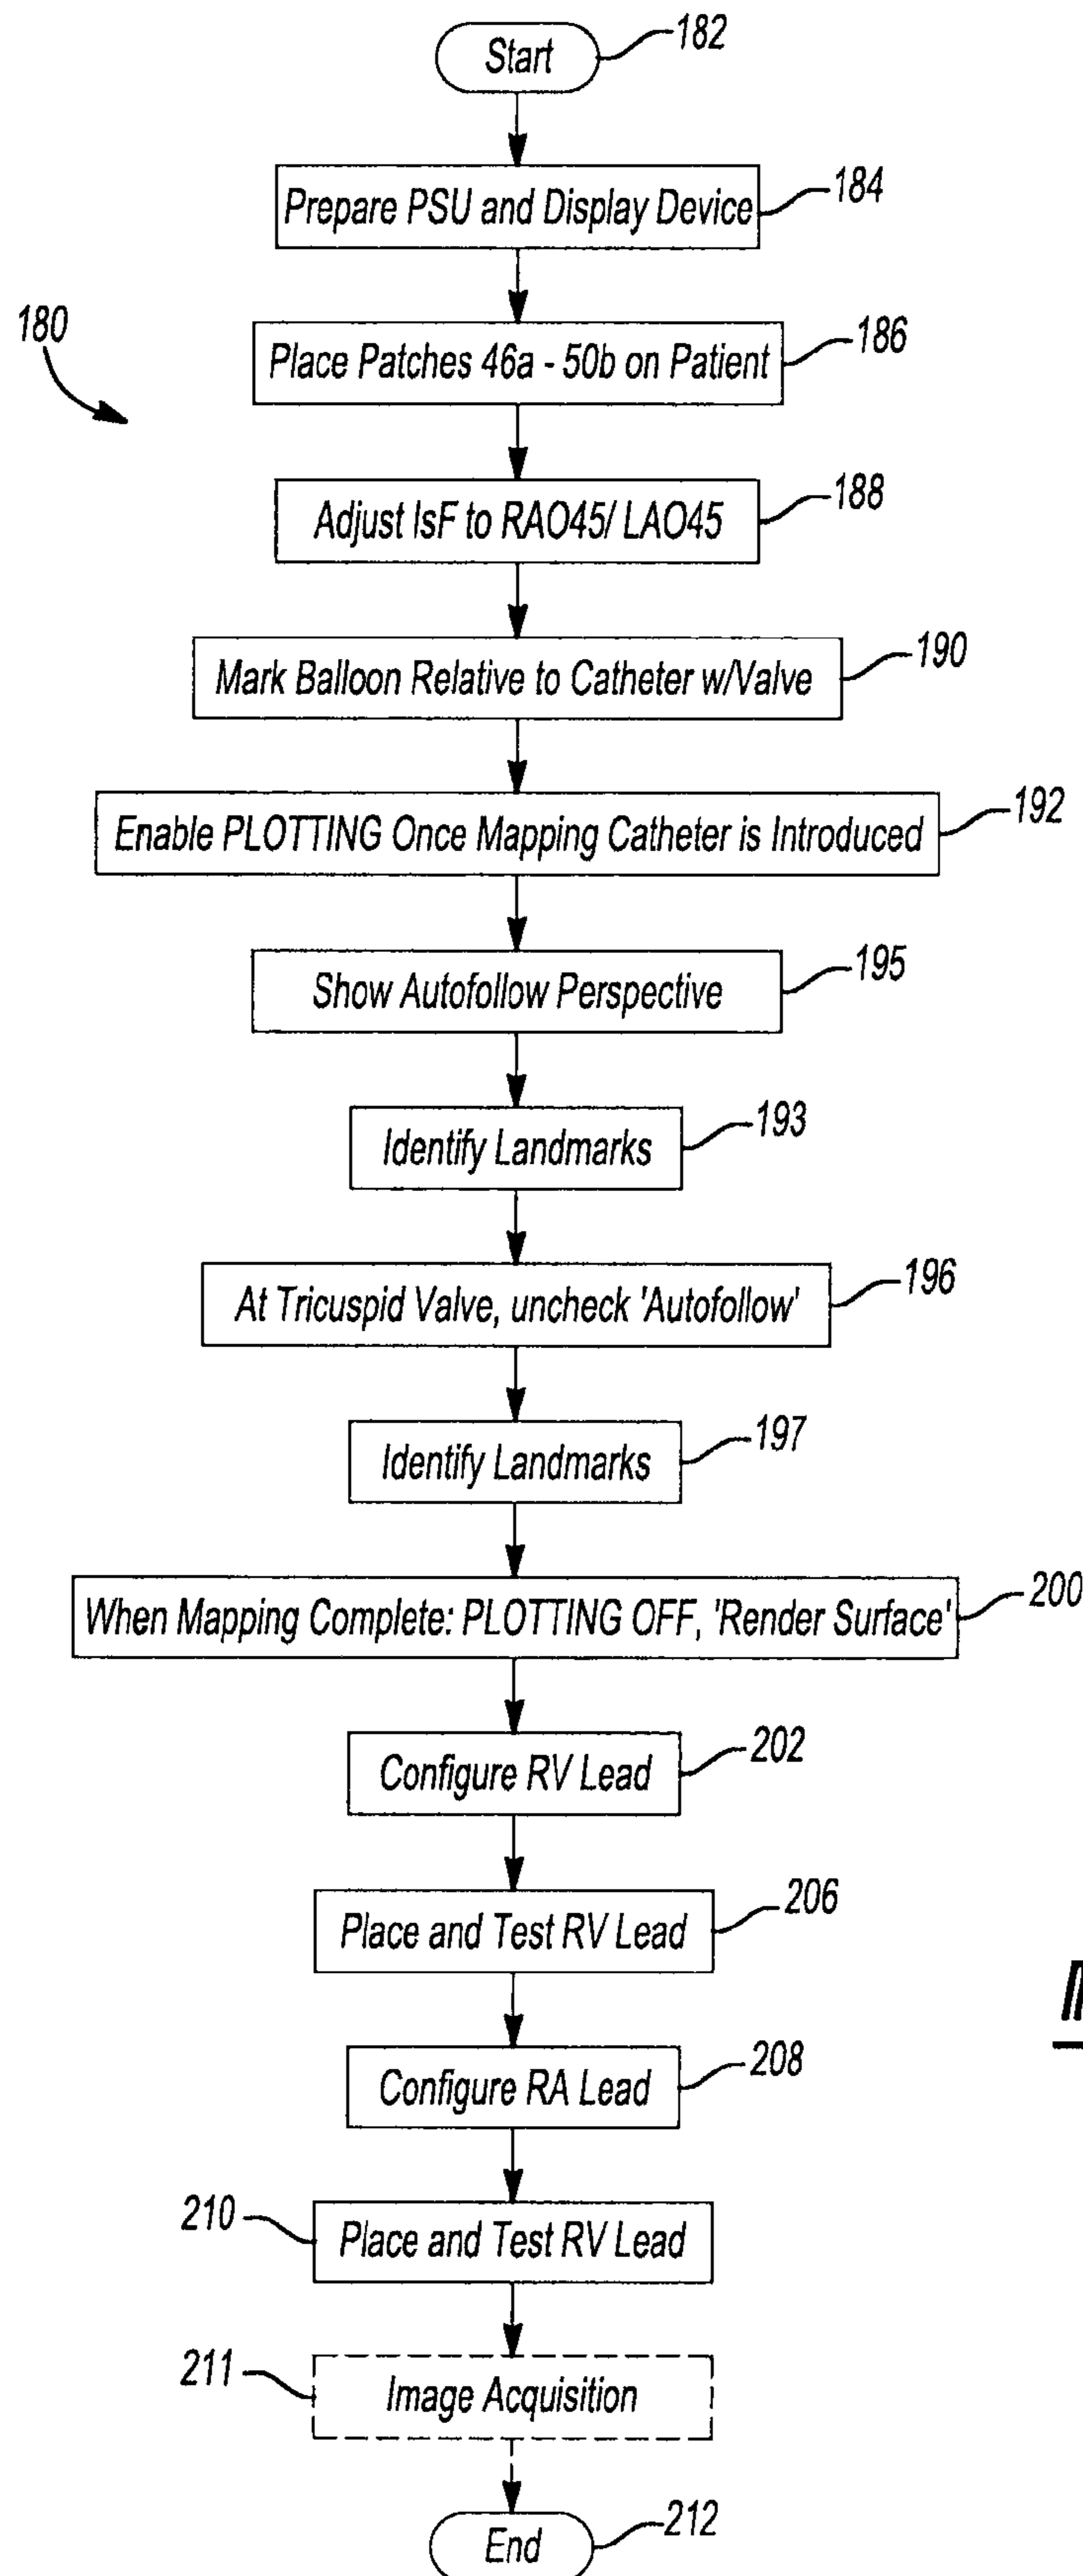 Start
182
Prepare PSU and Display Device
184
180
Place Patches 46a - 50b on Patient
186
Adjust IsF to RAO45/ LAO45
188
Mark Balloon Relative to Catheter w/Valve
190
Enable PLOTTING Once Mapping Catheter is Introduced
192
Show Autofollow Perspective
195
Identify Landmarks
193
At Tricuspid Valve, uncheck 'Autofollow'
196
Identify Landmarks
197
When Mapping Complete: PLOTTING OFF, 'Render Surface'
200
Configure RV Lead
202
Place and Test RV Lead
206
Configure RA Lead
208
210
Place and Test RV Lead
211
Image Acquisition
End
212